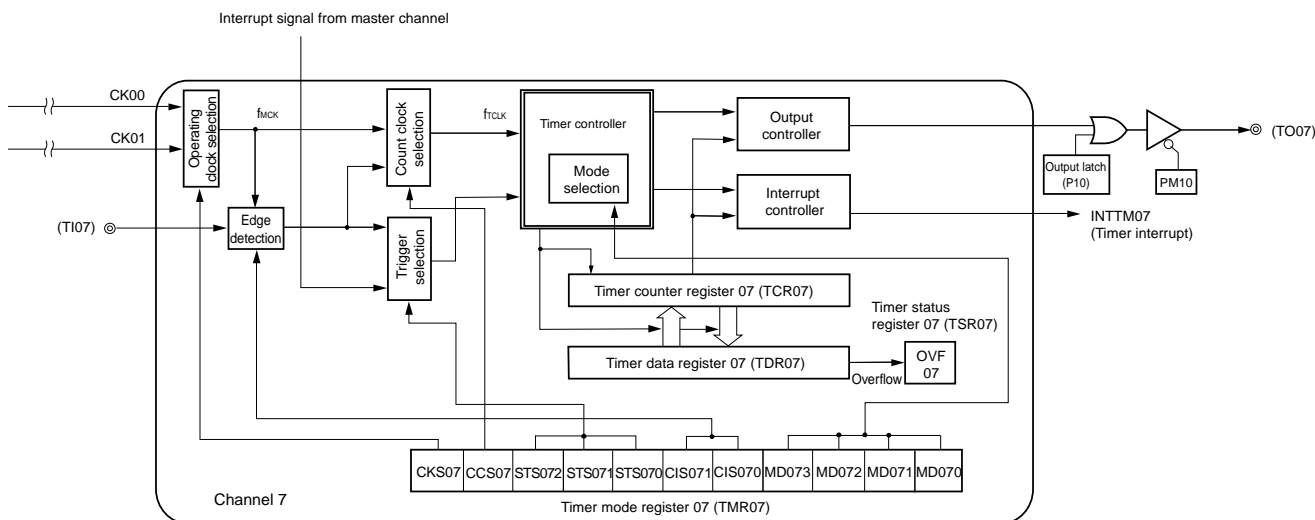 Interrupt signal from master channel
CK00
CK01
Operating
clock selection
fMCK
Count clock
selection
fTCLK
Timer controller
Mode
selection
Output
controller
Interrupt
controller
Output latch
(P10)
PM10
(TO07)
INTTM07
(Timer interrupt)
(TI07)
Edge
detection
Trigger
selection
Timer counter register 07 (TCR07)
Timer status
register 07 (TSR07)
Timer data register 07 (TDR07)
Overflow
OVF
07
CKS07 CCS07 STS072 STS071 STS070 CIS071 CIS070 MD073 MD072 MD071 MD070
Channel 7
Timer mode register 07 (TMR07)